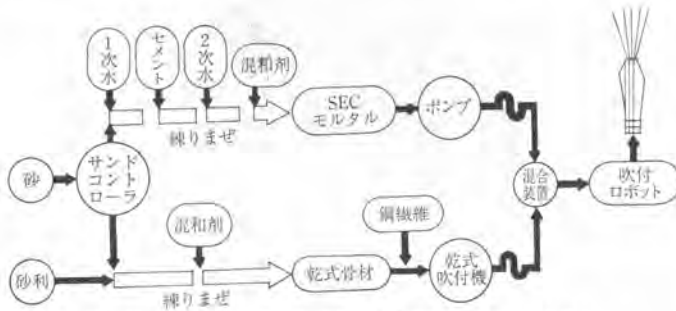 1次水
セメント
2次水
混和剤
練りまぜ
SEC
モルタル
ポンプ
砂
サンド
コント
ローラ
混合
装置
吹付
ロボット
混和剤
鋼繊維
砂利
練りまぜ
乾式骨材
乾式
吹付機